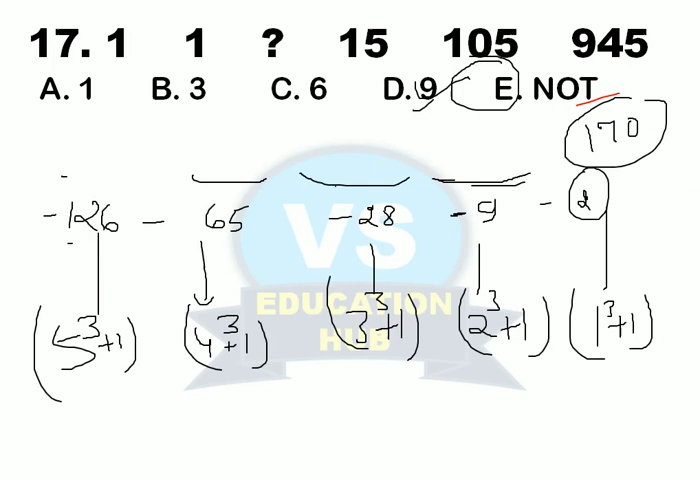 17. 1 1 ? 15 105 945
A. 1 B. 3 C. 6 D. 9 E. NOT
170
-126 - 65 - 28 - 9 - 2
VS
EDUCATION
HUB
(5³+1) (4³+1) (3³+1) (2³+1) (1³+1)